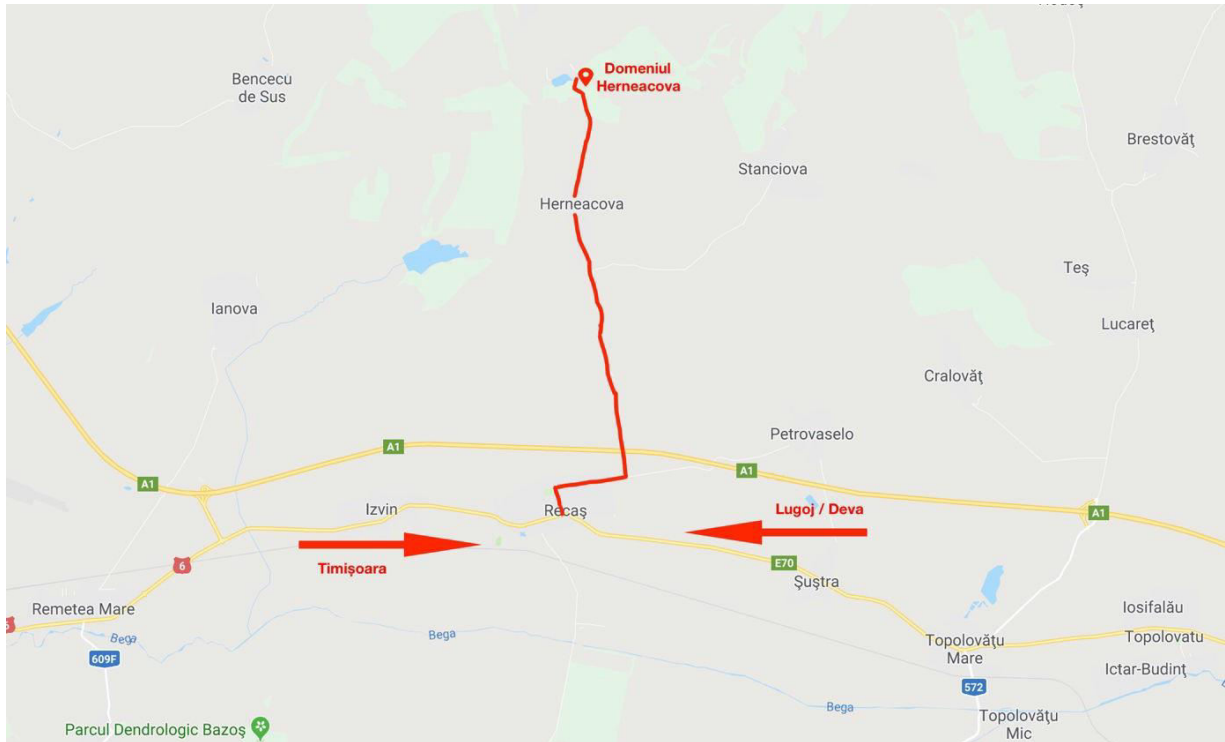 Bencecu
de Sus
Domeniul
Herneacova
Brestovăţ
Stanciova
Herneacova
Teş
Ianova
Lucareţ
Cralovăţ
Petrovaselo
A1
A1
A1
A1
Izvin
Recaş
Lugoj / Deva
Timișoara
6
E70
Şuştra
Remetea Mare
Iosifalău
Bega
Bega
Topolovăţu
Mare
Topolovatu
609F
Ictar-Budinţ
572
Bega
Topolovăţu
Mic
Parcul Dendrologic Bazoş